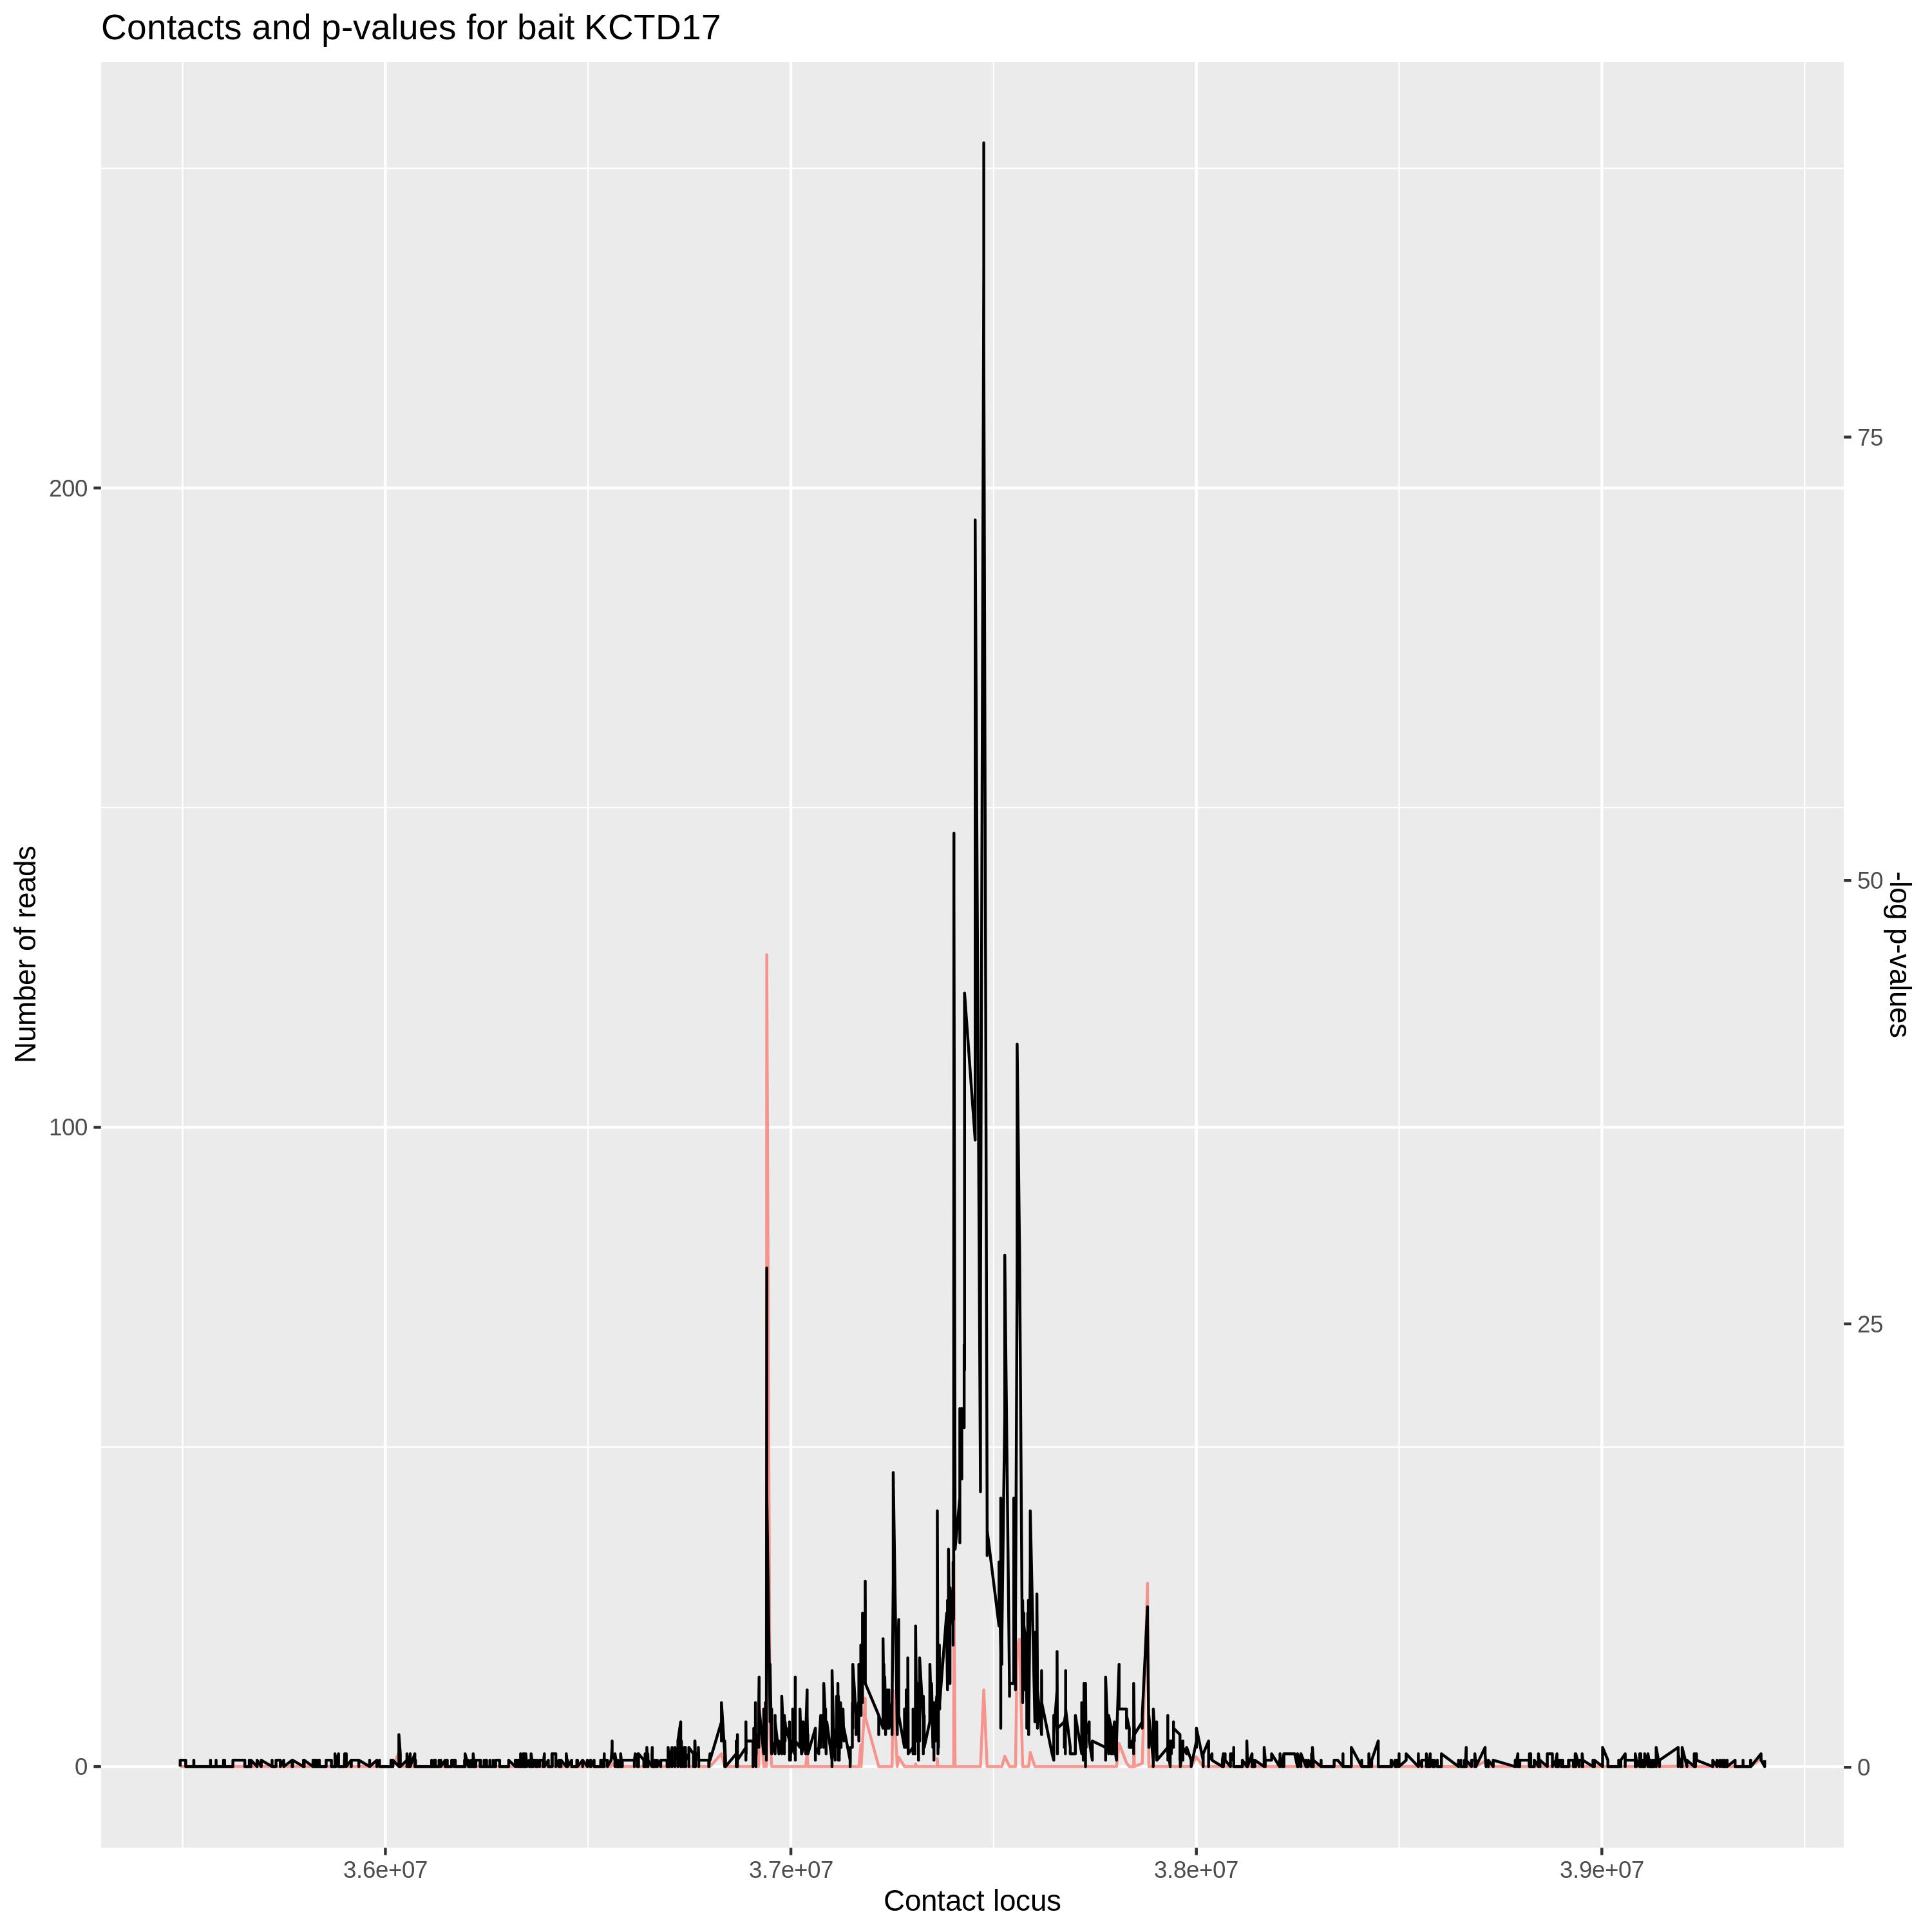 Contacts and p-values for bait KCTD17
Number of reads
200
100
0
75
50
25
0
-log p-values
3.6e+07
3.7e+07
3.8e+07
3.9e+07
Contact locus